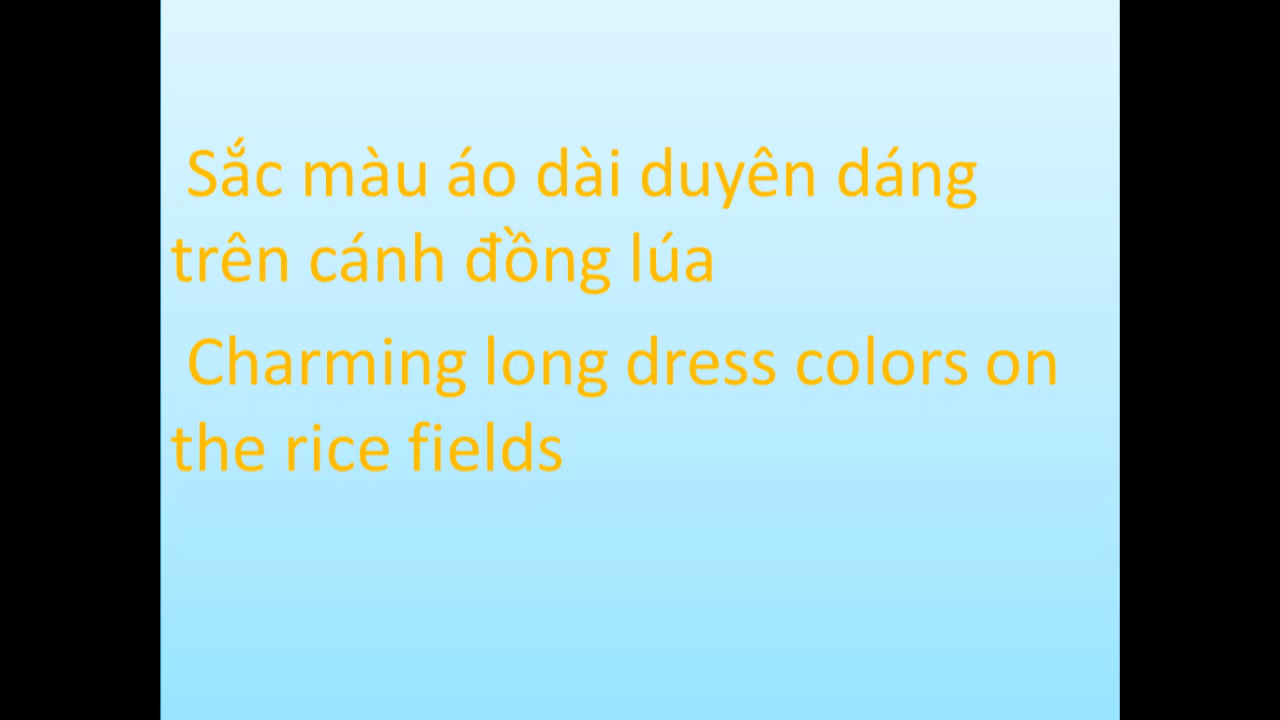 Sắc màu áo dài duyên dáng
trên cánh đồng lúa
Charming long dress colors on
the rice fields